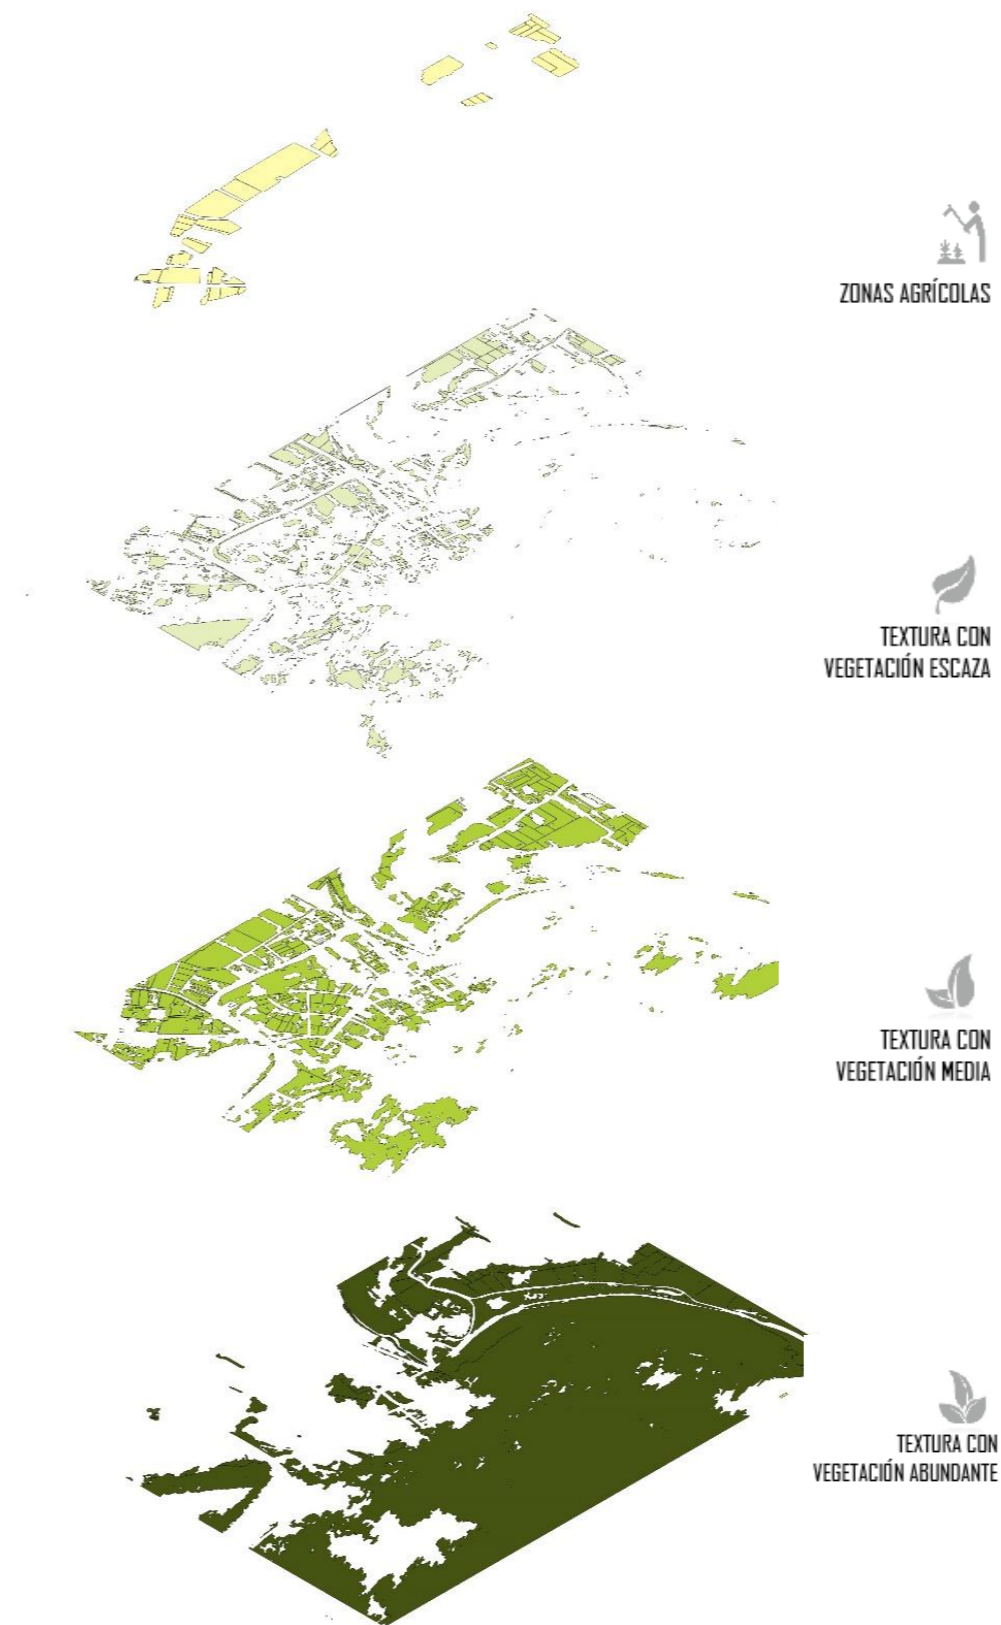 ZONAS AGRÍCOLAS
TEXTURA CON
VEGETACIÓN ESCAZA
TEXTURA CON
VEGETACIÓN MEDIA
TEXTURA CON
VEGETACIÓN ABUNDANTE